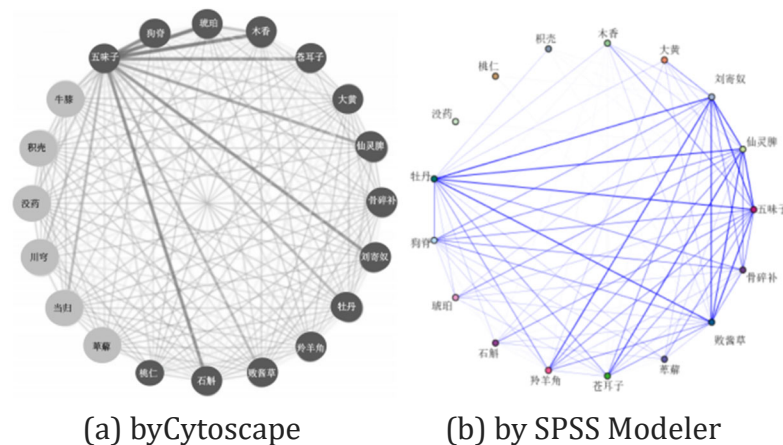 琥珀
狗脊
木香
五味子
苍耳子
牛膝
大黄
枳壳
仙灵脾
没药
骨碎补
川穹
刘寄奴
当归
牡丹
萆薢
羚羊角
桃仁
石斛
败酱草
(a) byCytoscape
木香
枳壳
大黄
桃仁
刘寄奴
没药
仙灵脾
牡丹
五味子
狗脊
骨碎补
琥珀
败酱草
石斛
萆薢
羚羊角
苍耳子
(b) by SPSS Modeler